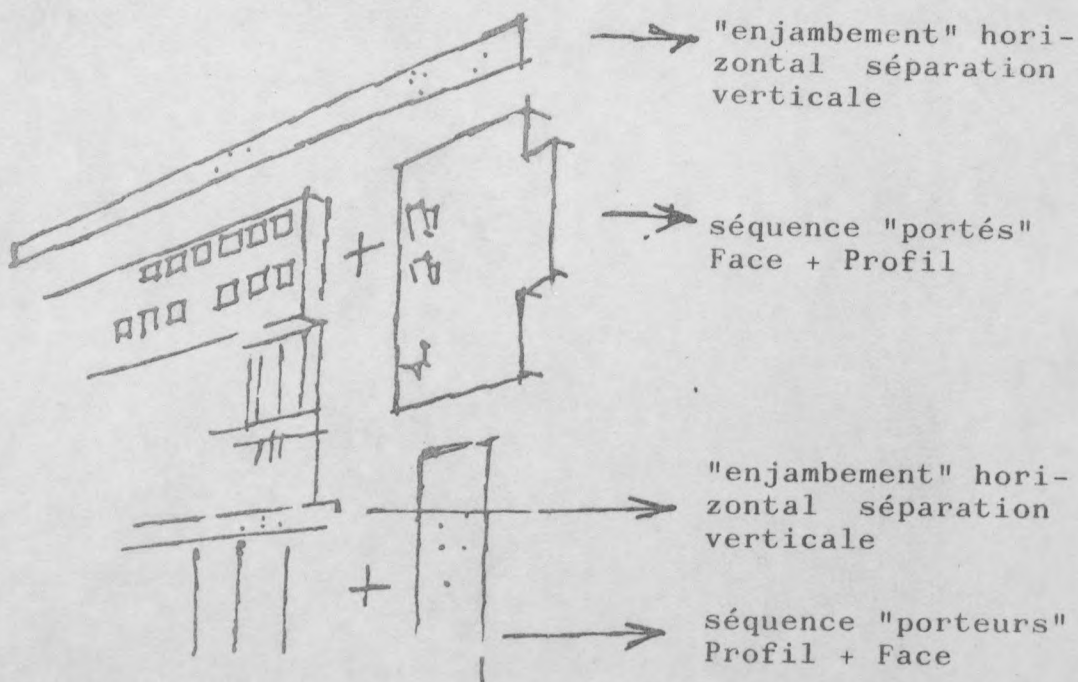 "enjambement" hori-
zontal séparation
verticale
séquence "portés"
Face + Profil
"enjambement" hori-
zontal séparation
verticale
séquence "porteurs"
Profil + Face